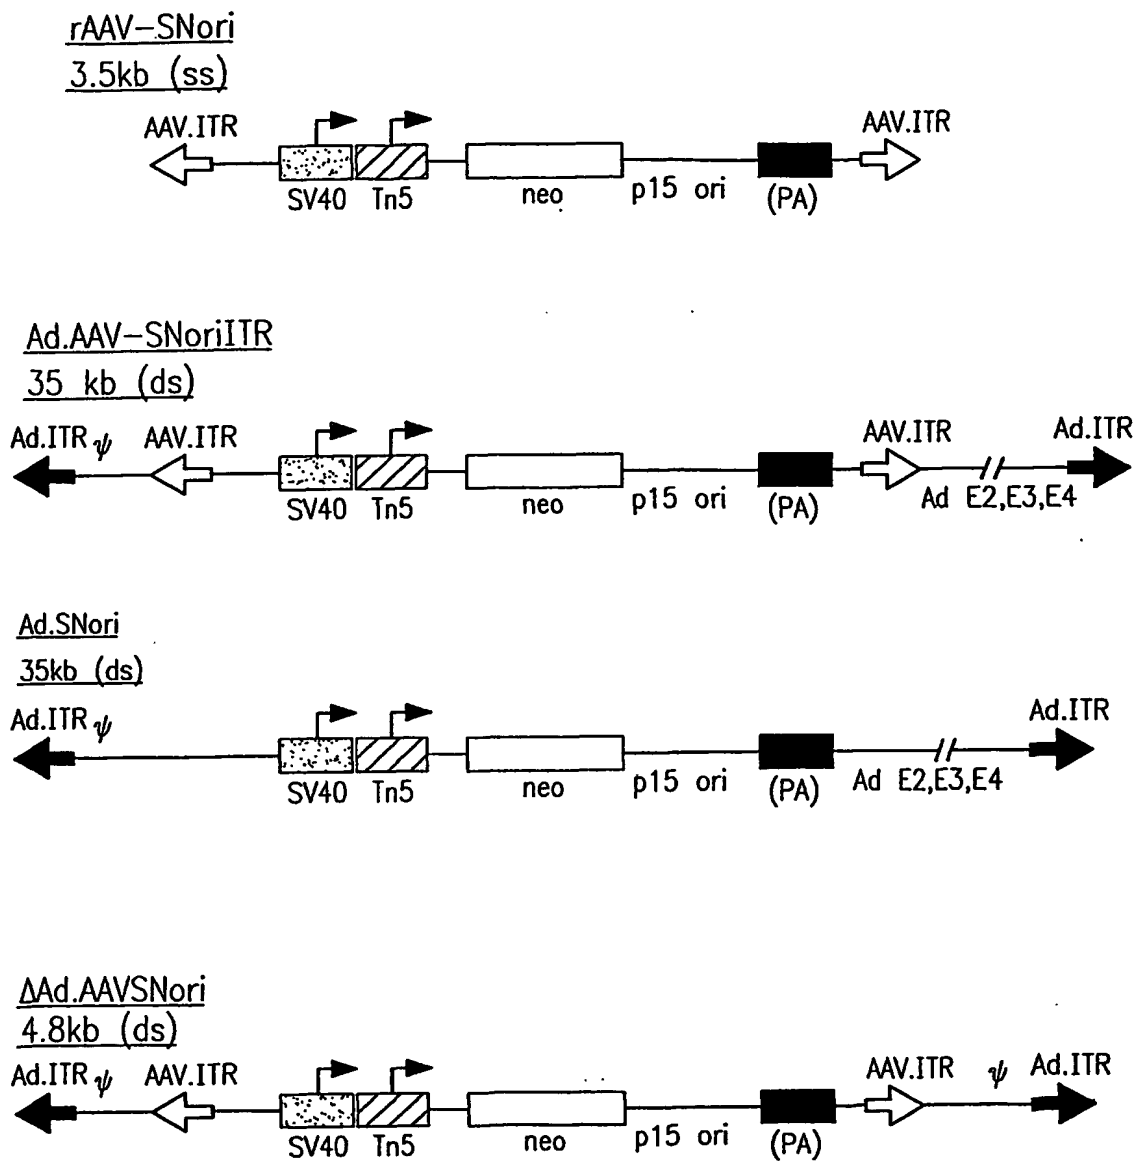 rAAV-SNori
3.5kb (ss)
AAV.ITR AAV.ITR
SV40 Tn5 neo p15 ori (PA)
Ad.AAV-SNoriITR
35 kb (ds)
Ad.ITR ψ AAV.ITR AAV.ITR Ad.ITR
SV40 Tn5 neo p15 ori (PA) Ad E2,E3,E4
Ad.SNori
35kb (ds)
Ad.ITR ψ Ad.ITR
SV40 Tn5 neo p15 ori (PA) Ad E2,E3,E4
ΔAd.AAVSNori
4.8kb (ds)
Ad.ITR ψ AAV.ITR AAV.ITR ψ Ad.ITR
SV40 Tn5 neo p15 ori (PA)